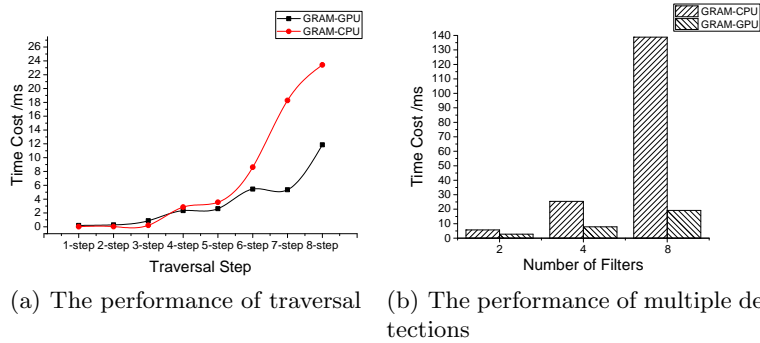 GRAM-GPU
GRAM-CPU
26
24
22
20
18
16
14
12
10
8
6
4
2
0
Time Cost /ms
1-step 2-step 3-step 4-step 5-step 6-step 7-step 8-step
Traversal Step
(a) The performance of traversal
GRAM-CPU
GRAM-GPU
140
130
120
110
100
90
80
70
60
50
40
30
20
10
0
Time Cost /ms
2 4 8
Number of Filters
(b) The performance of multiple de
tections